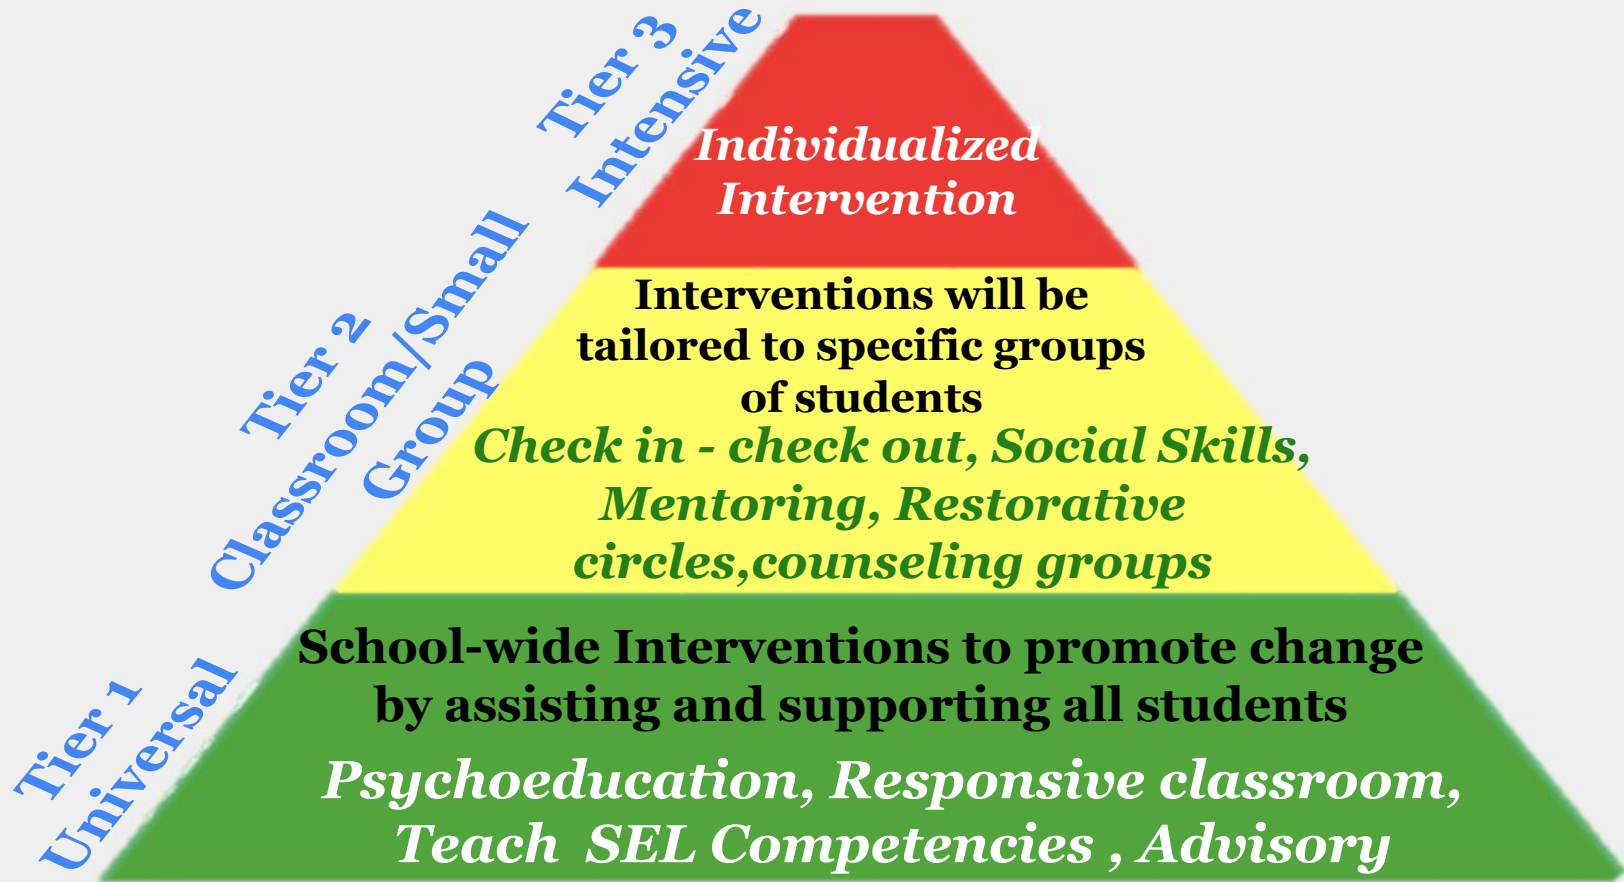 Tier 3
Intensive
Individualized
Intervention
Tier 2
Classroom/Small
Group
Interventions will be
tailored to specific groups
of students
Check in - check out, Social Skills,
Mentoring, Restorative
circles,counseling groups
Tier 1
Universal
School-wide Interventions to promote change
by assisting and supporting all students
Psychoeducation, Responsive classroom,
Teach  SEL Competencies , Advisory